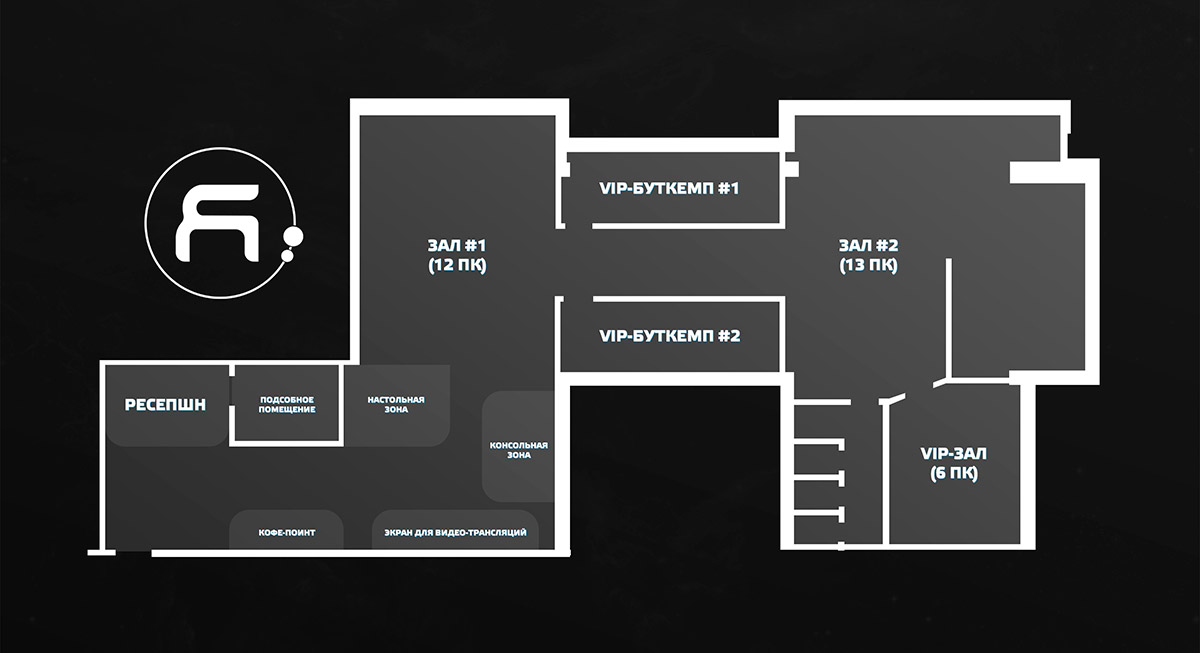 VIP-БУТКЕМП #1
ЗАЛ #1
(12 ПК)
ЗАЛ #2
(13 ПК)
VIP-БУТКЕМП #2
РЕСЕПШН
ПОДСОБНОЕ
ПОМЕЩЕНИЕ
НАСТОЛЬНАЯ
ЗОНА
КОНСОЛЬНАЯ
ЗОНА
VIP-ЗАЛ
(6 ПК)
КОФЕ-ПОИНТ
ЭКРАН ДЛЯ ВИДЕО-ТРАНСЛЯЦИЙ